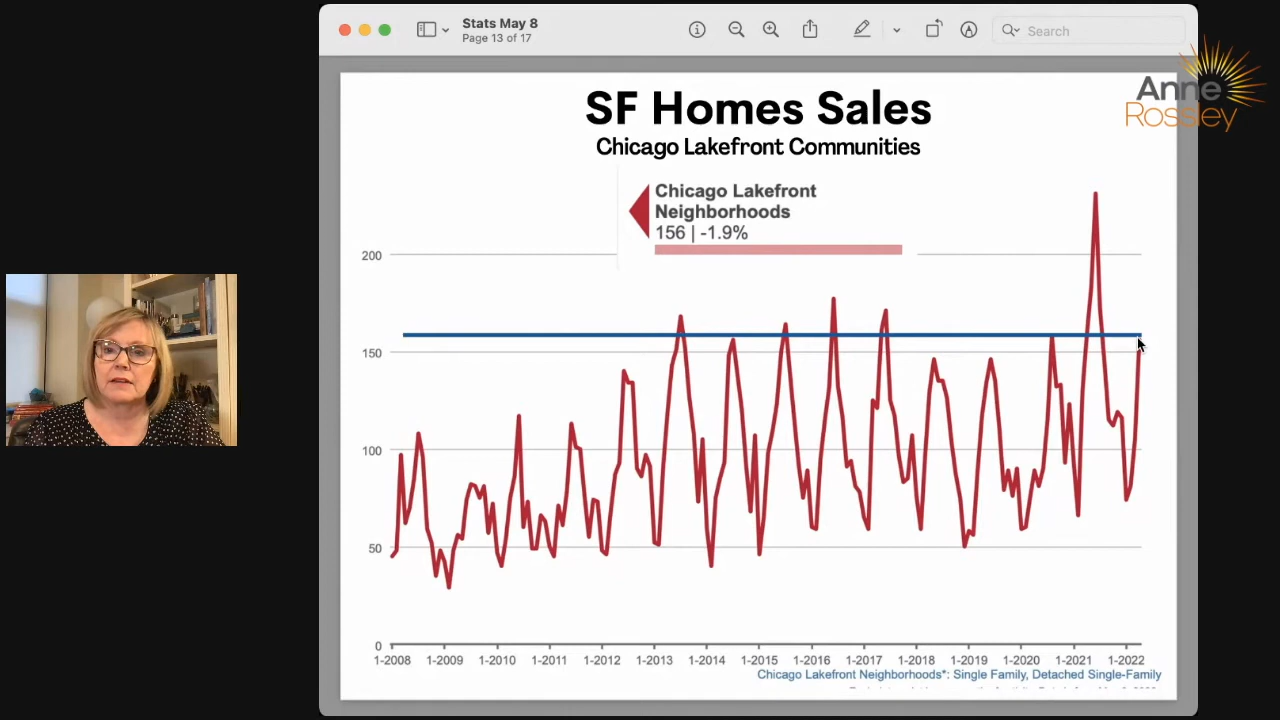 Stats May 8
Page 13 of 17
Search
Anne
Rossley
SF Homes Sales
Chicago Lakefront Communities
Chicago Lakefront
Neighborhoods
156 | -1.9%
200
150
100
50
0
1-2008 1-2009 1-2010 1-2011 1-2012 1-2013 1-2014 1-2015 1-2016 1-2017 1-2018 1-2019 1-2020 1-2021 1-2022
Chicago Lakefront Neighborhoods*: Single Family, Detached Single-Family